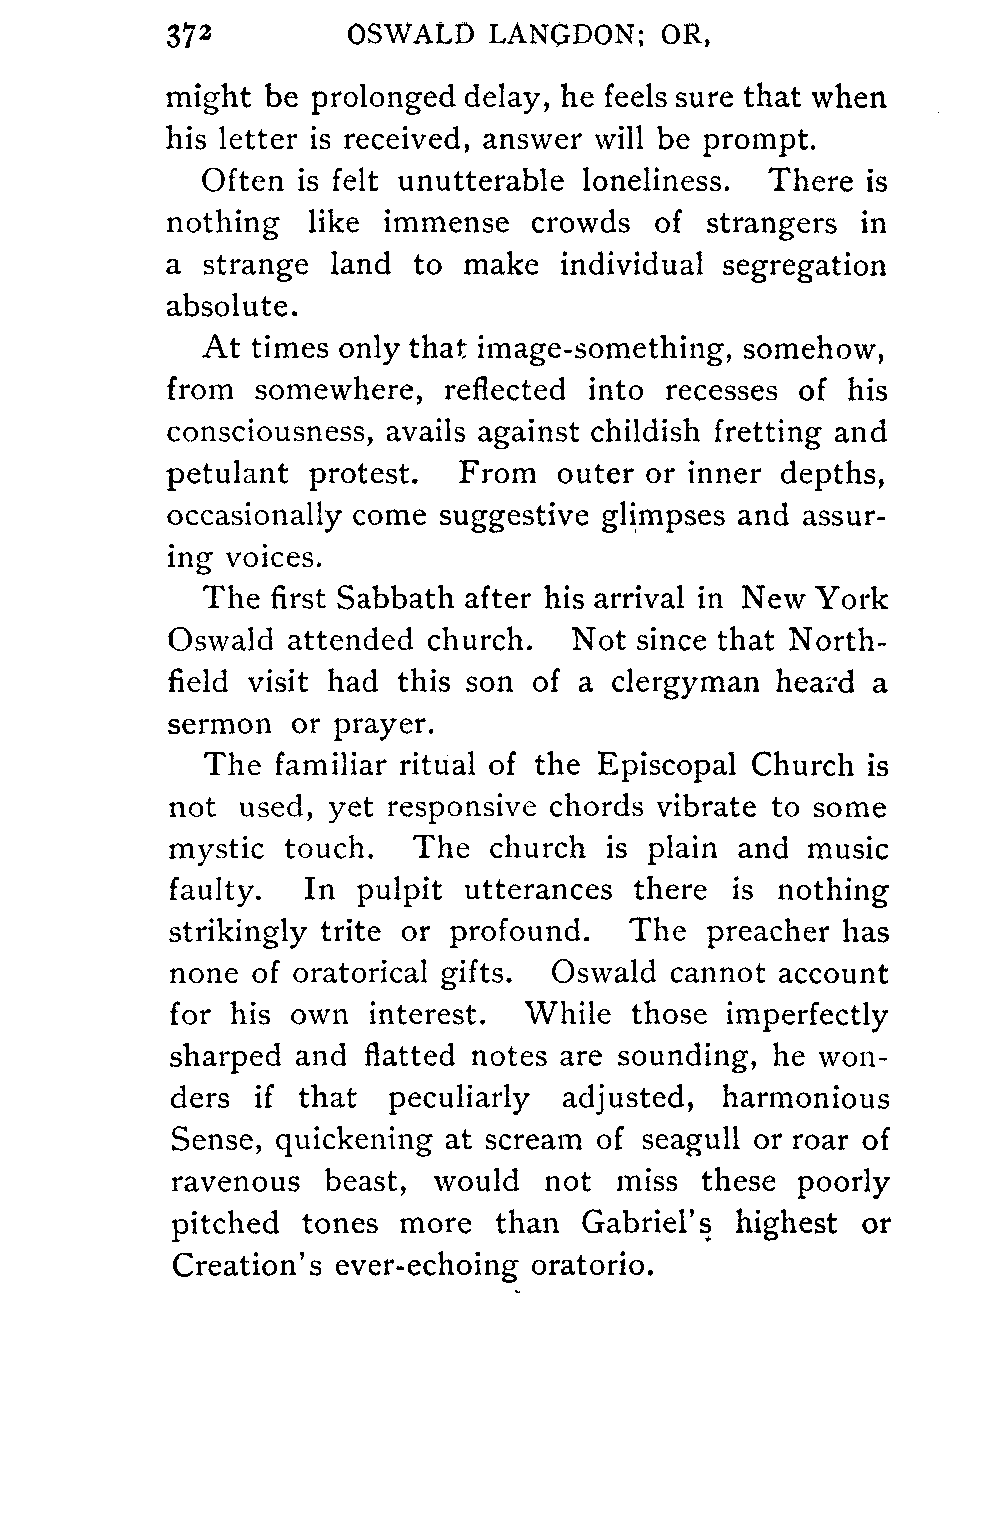 372 OSWALD LANGDON; OR,
might be prolonged delay, he feels sure that when
his letter is received, answer will be prompt.
Often is felt unutterable loneliness. There is
nothing like immense crowds of strangers in
a strange land to make individual segregation
absolute.
At times only that image-something, somehow,
from somewhere, reflected into recesses of his
consciousness, avails against childish fretting and
petulant protest. From outer or inner depths,
occasionally come suggestive glimpses and assur-
ing voices.
The first Sabbath after his arrival in New York
Oswald attended church. Not since that North-
field visit had this son of a clergyman heard a
sermon or prayer.
The familiar ritual of the Episcopal Church is
not used, yet responsive chords vibrate to some
mystic touch. The church is plain and music
faulty. In pulpit utterances there is nothing
strikingly trite or profound. The preacher has
none of oratorical gifts. Oswald cannot account
for his own interest. While those imperfectly
sharped and flatted notes are sounding, he won-
ders if that peculiarly adjusted, harmonious
Sense, quickening at scream of seagull or roar of
ravenous beast, would not miss these poorly
pitched tones more than Gabriel's highest or
Creation's ever-echoing oratorio.